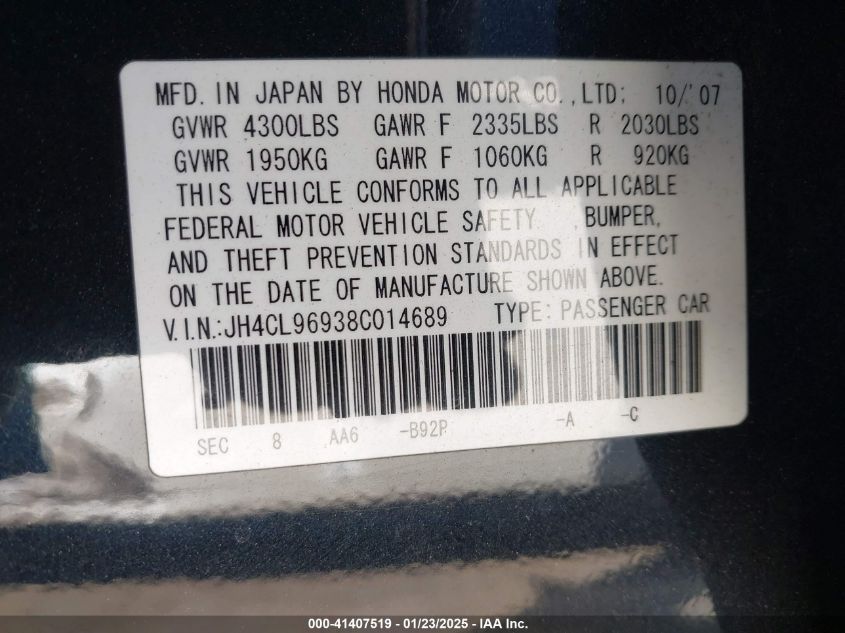 MFD. IN JAPAN BY HONDA MOTOR CO., LTD; 10/'07
GVWR 4300LBS GAWR F 2335LBS R 2030LBS
GVWR 1950KG GAWR F 1060KG R 920KG
THIS VEHICLE CONFORMS TO ALL APPLICABLE
FEDERAL MOTOR VEHICLE SAFETY , BUMPER,
AND THEFT PREVENTION STANDARDS IN EFFECT
ON THE DATE OF MANUFACTURE SHOWN ABOVE.
V.I.N.:JH4CL96938C014689 TYPE: PASSENGER CAR
SEC 8 AA6 -B92P -A -C
000-41407519 - 01/23/2025 - IAA Inc.